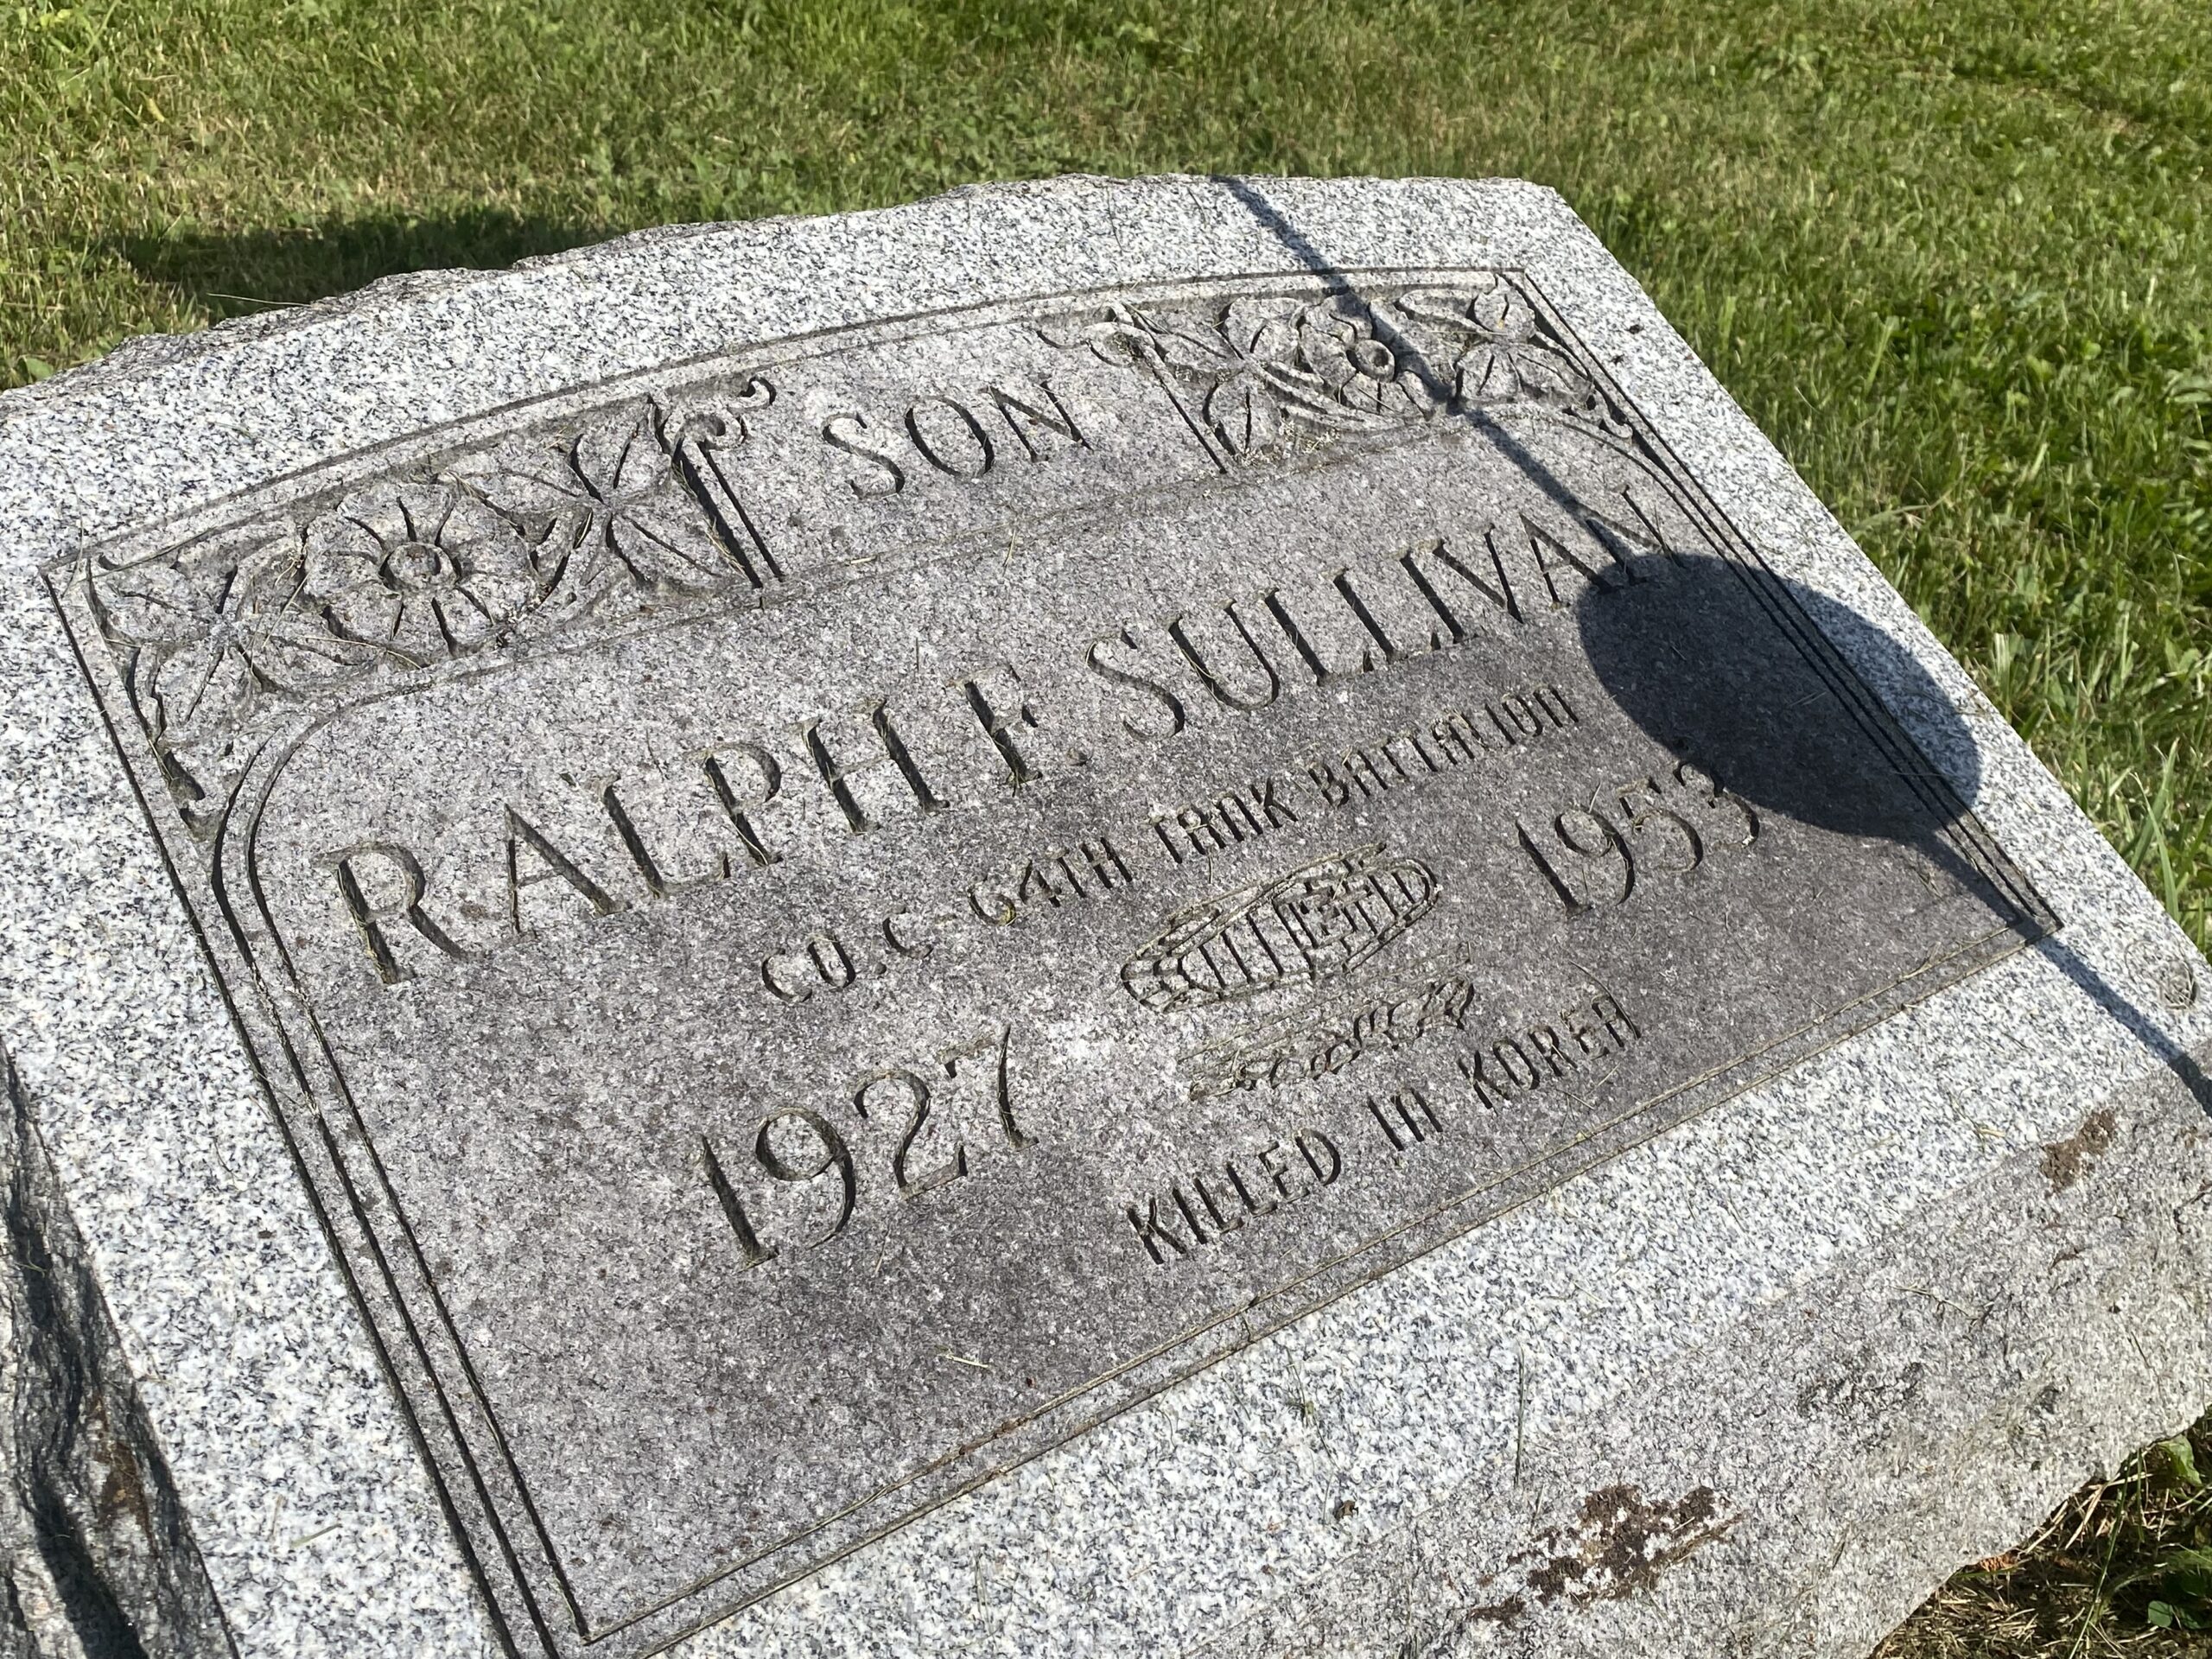 SON
RALPH F. SULLIVAN
CO. C. 64TH TANK BATTALION
1927 1953
KILLED IN KOREA